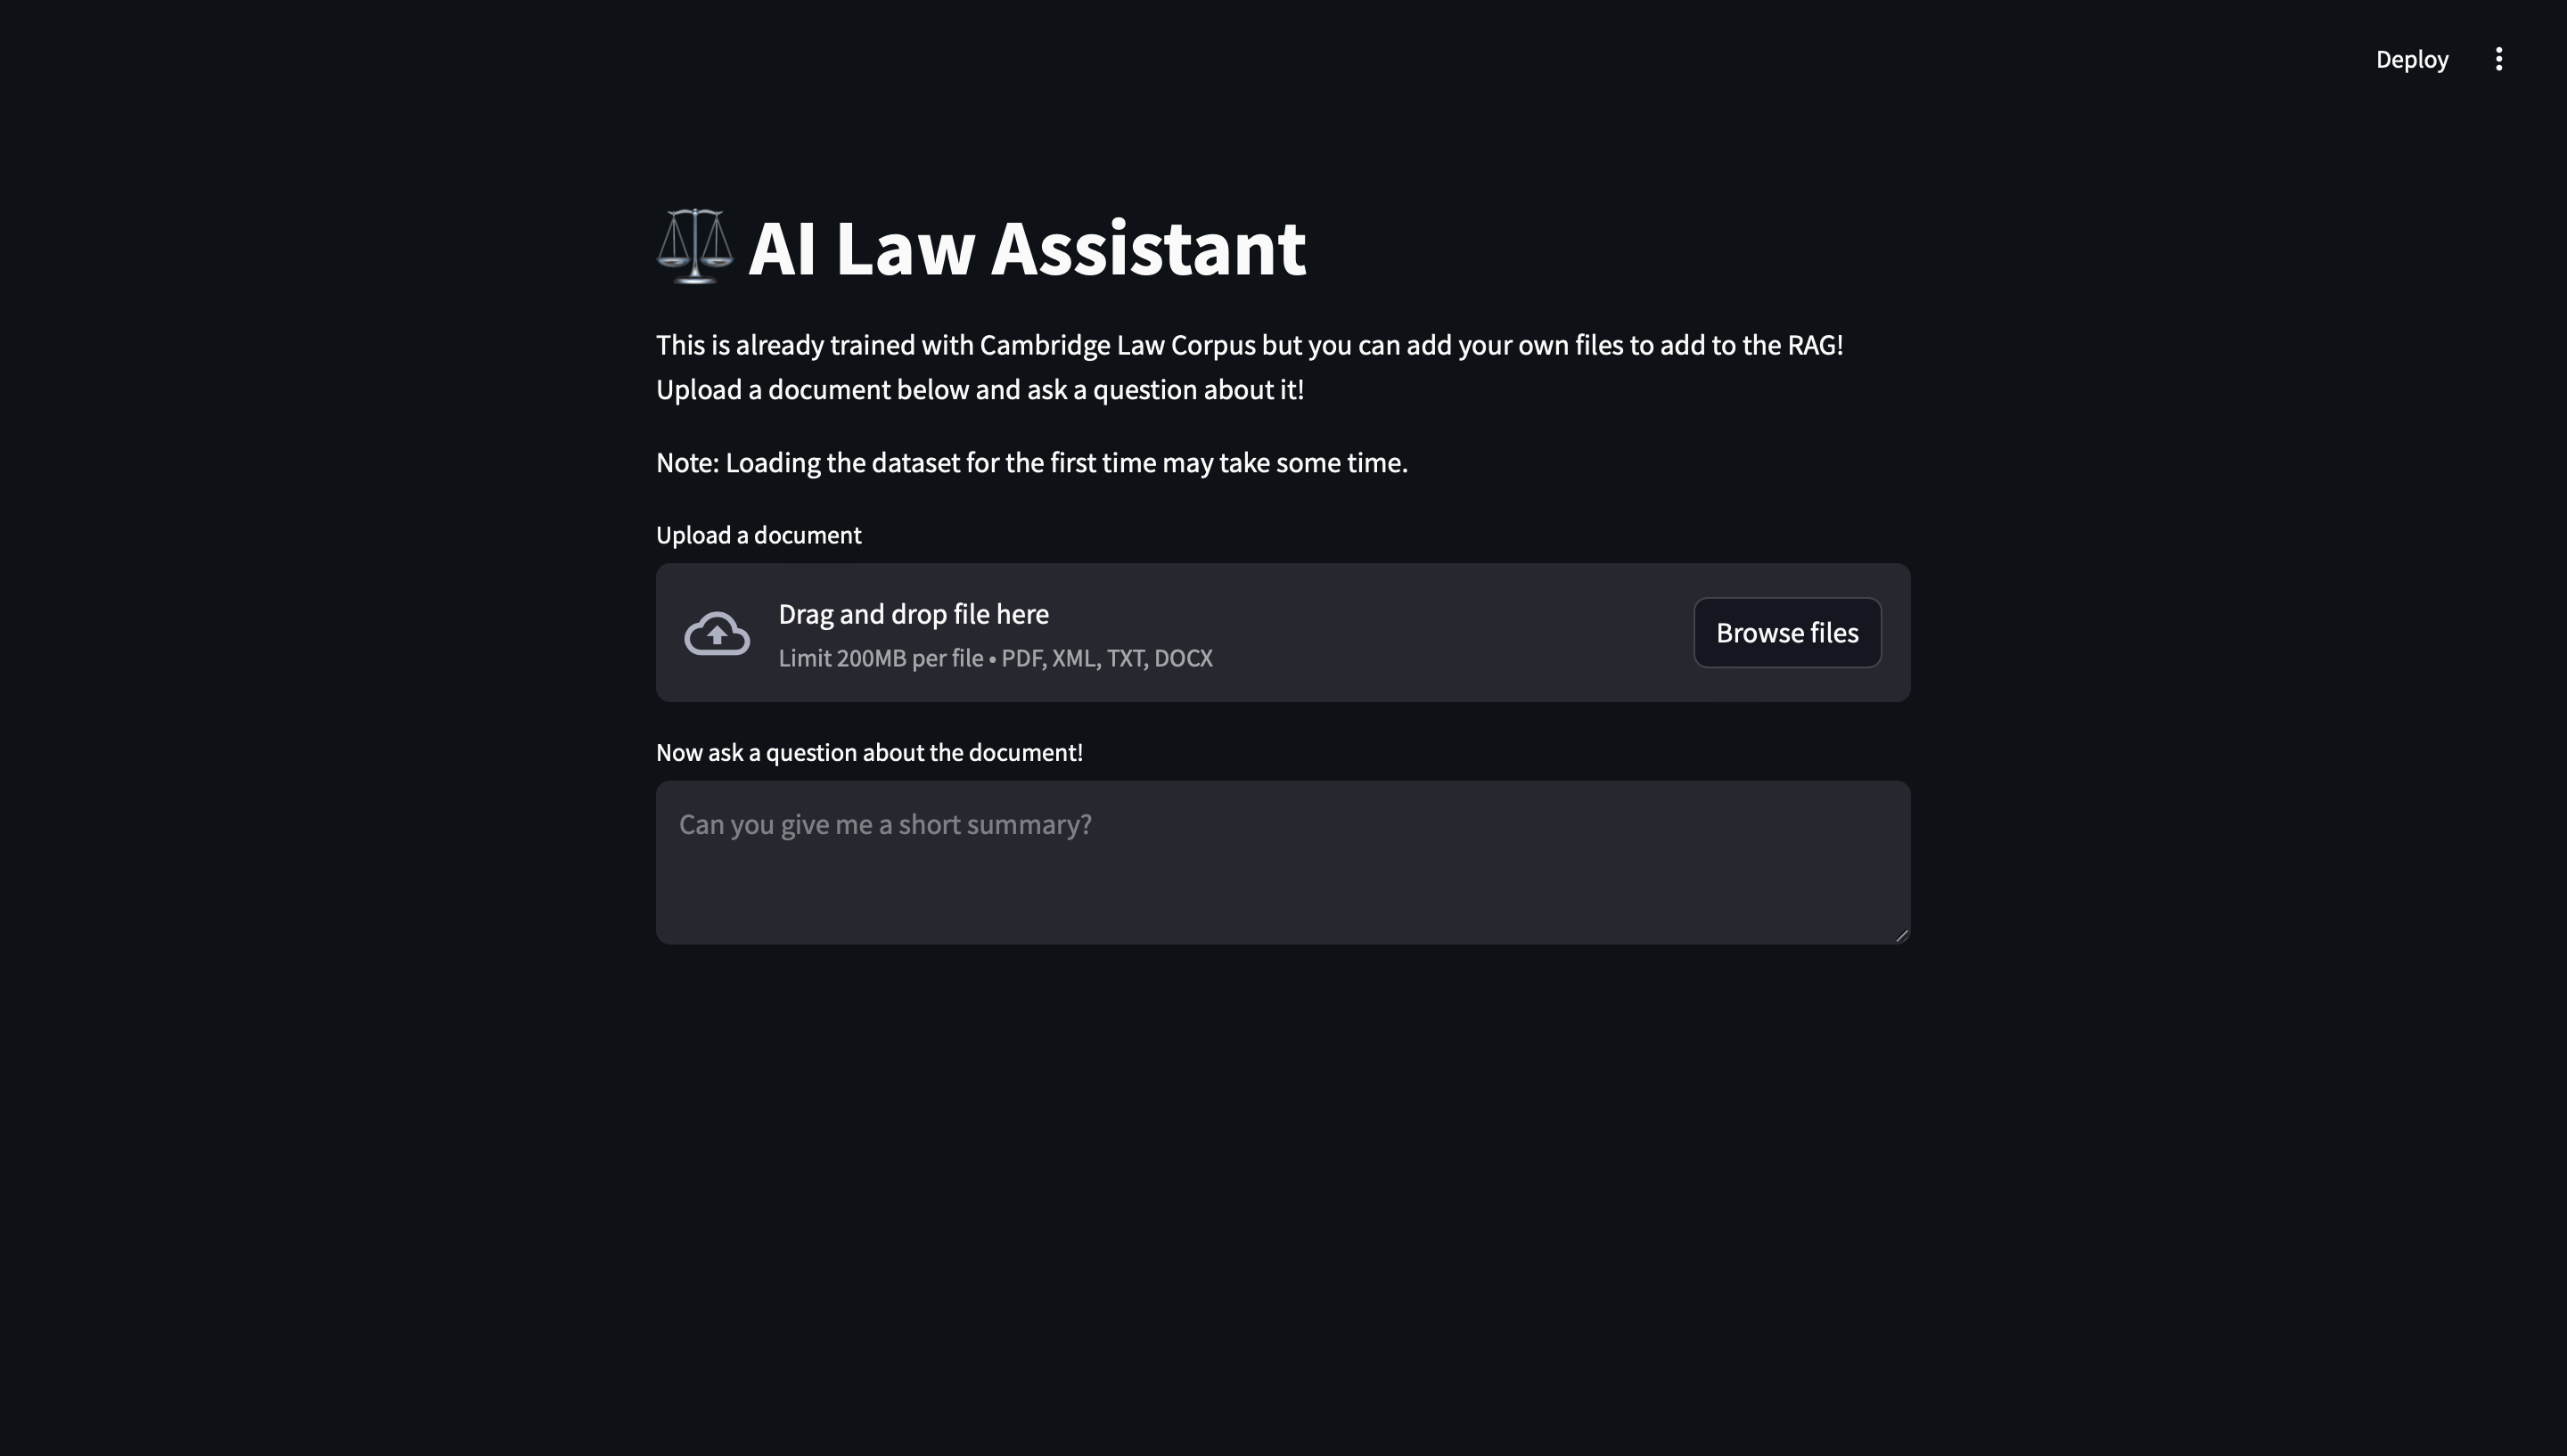 Deploy
AI Law Assistant
This is already trained with Cambridge Law Corpus but you can add your own files to add to the RAG!
Upload a document below and ask a question about it!
Note: Loading the dataset for the first time may take some time.
Upload a document
Drag and drop file here
Limit 200MB per file • PDF, XML, TXT, DOCX
Browse files
Now ask a question about the document!
Can you give me a short summary?